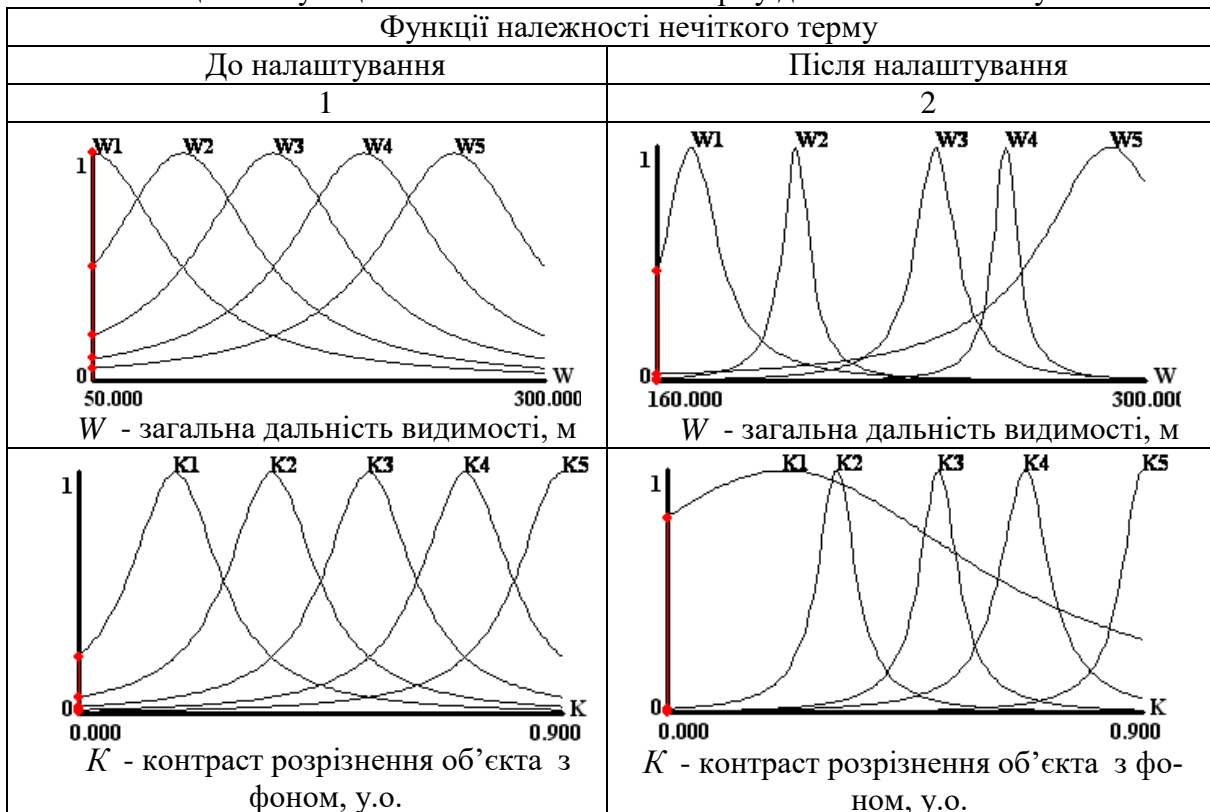 Функції належності нечіткого терму
До налаштування Після налаштування
1 2
W1 W2 W3 W4 W5
1
0
W
50.000 300.000
W - загальна дальність видимості, м
W1 W2 W3 W4 W5
1
0
W
160.000 300.00
W - загальна дальність видимості, м
K1 K2 K3 K4 K5
1
0
K
0.000 0.900
К - контраст розрізнення об’єкта з
фоном, у.о.
K1 K2 K3 K4 K5
1
0
K
0.000 0.900
К - контраст розрізнення об’єкта з фо-
ном, у.о.